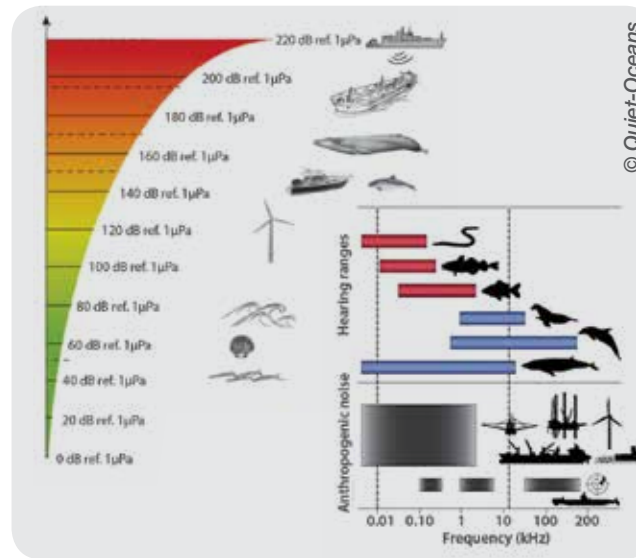 220 dB ref. 1µPa
200 dB ref. 1µPa
180 dB ref. 1µPa
160 dB ref. 1µPa
140 dB ref. 1µPa
120 dB ref. 1µPa
100 dB ref. 1µPa
80 dB ref. 1µPa
60 dB ref. 1µPa
40 dB ref. 1µPa
20 dB ref. 1µPa
0 dB ref. 1µPa
© Quiet-Oceans
Hearing ranges
Anthropogenic noise
0.01 0.10 1 10 100 200
Frequency (kHz)